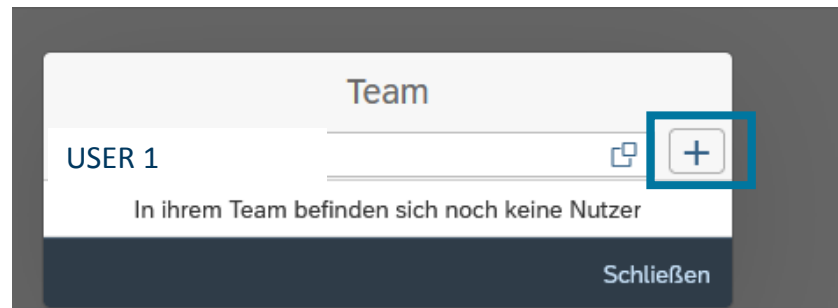 Team
USER 1
In ihrem Team befinden sich noch keine Nutzer
Schließen